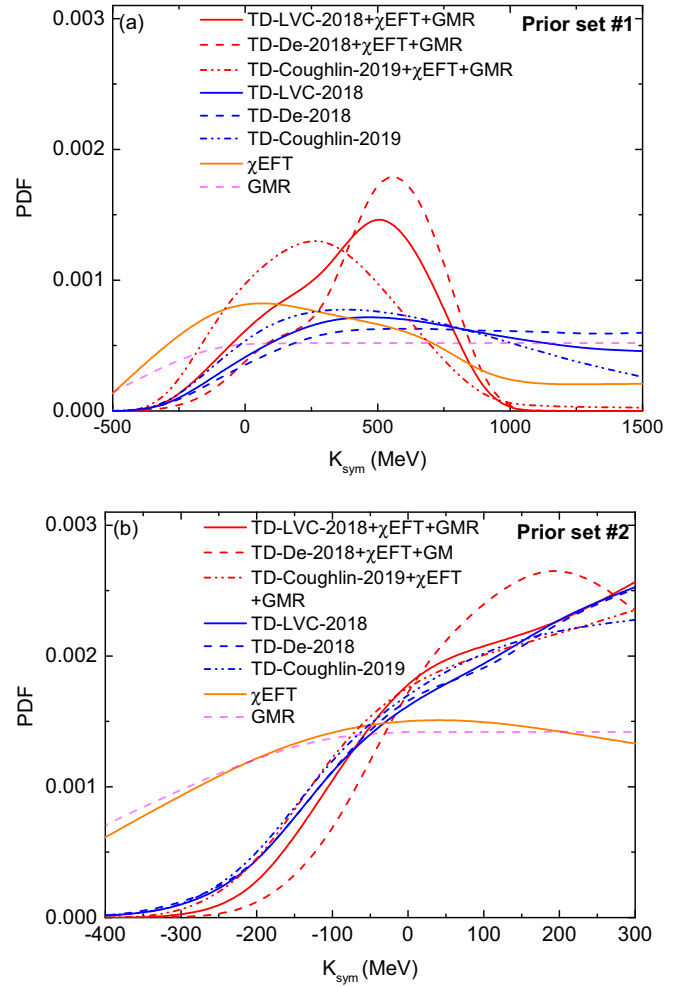 (a)
Prior set #1
TD-LVC-2018+χEFT+GMR
TD-De-2018+χEFT+GMR
TD-Coughlin-2019+χEFT+GMR
TD-LVC-2018
TD-De-2018
TD-Coughlin-2019
χEFT
GMR
0.003
0.002
0.001
0.000
PDF
-500
0
500
1000
1500
Ksym (MeV)
(b)
Prior set #2
TD-LVC-2018+χEFT+GMR
TD-De-2018+χEFT+GM
TD-Coughlin-2019+χEFT
+GMR
TD-LVC-2018
TD-De-2018
TD-Coughlin-2019
χEFT
GMR
0.003
0.002
0.001
0.000
PDF
-400
-300
-200
-100
0
100
200
300
Ksym (MeV)